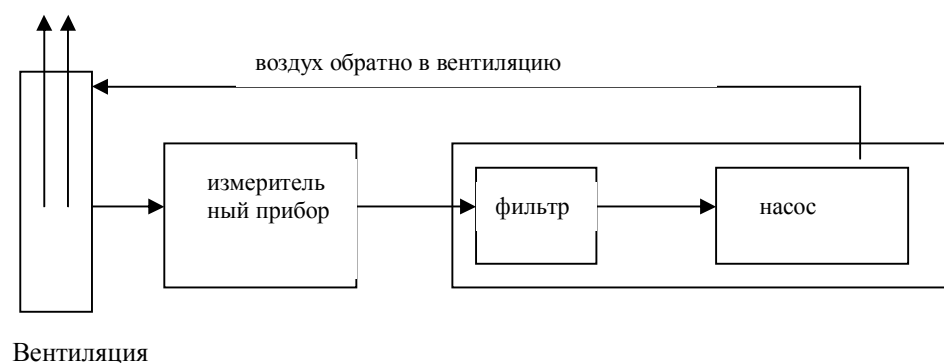 воздух обратно в вентиляцию
измеритель
ный прибор
фильтр
насос
Вентиляция